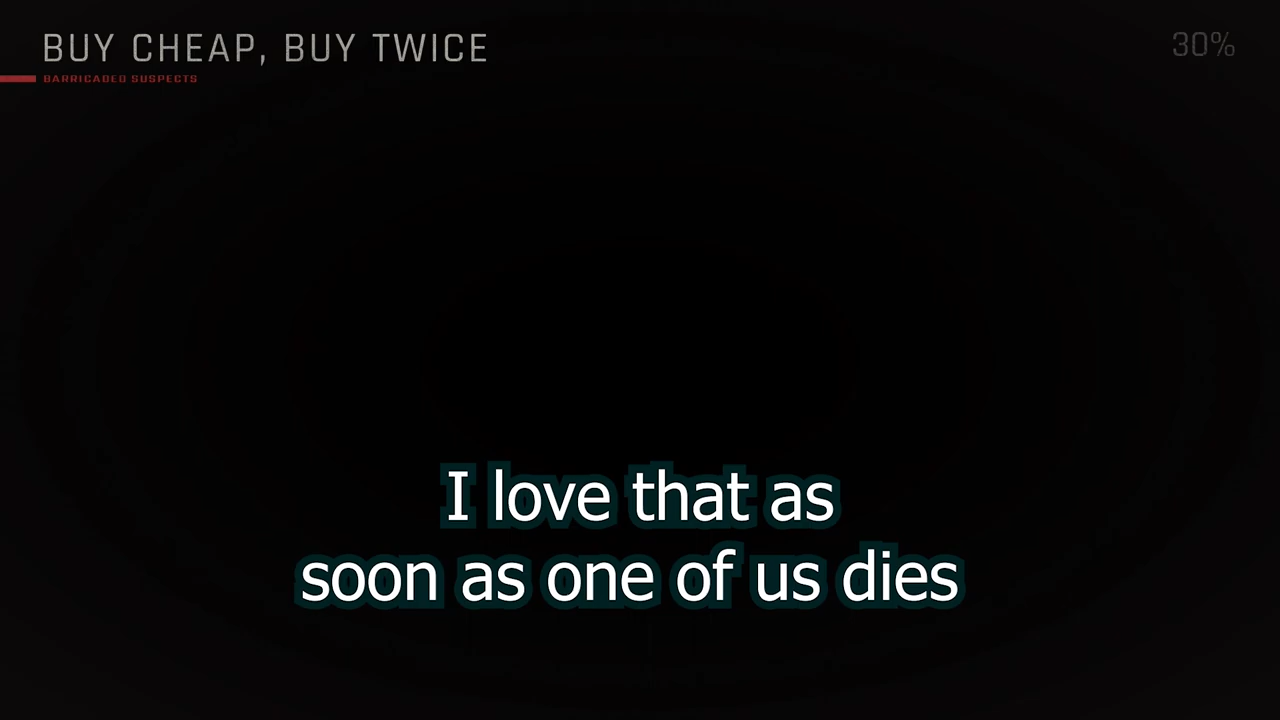 BUY CHEAP, BUY TWICE
30%
BARRICADED SUSPECTS
I love that as
soon as one of us dies